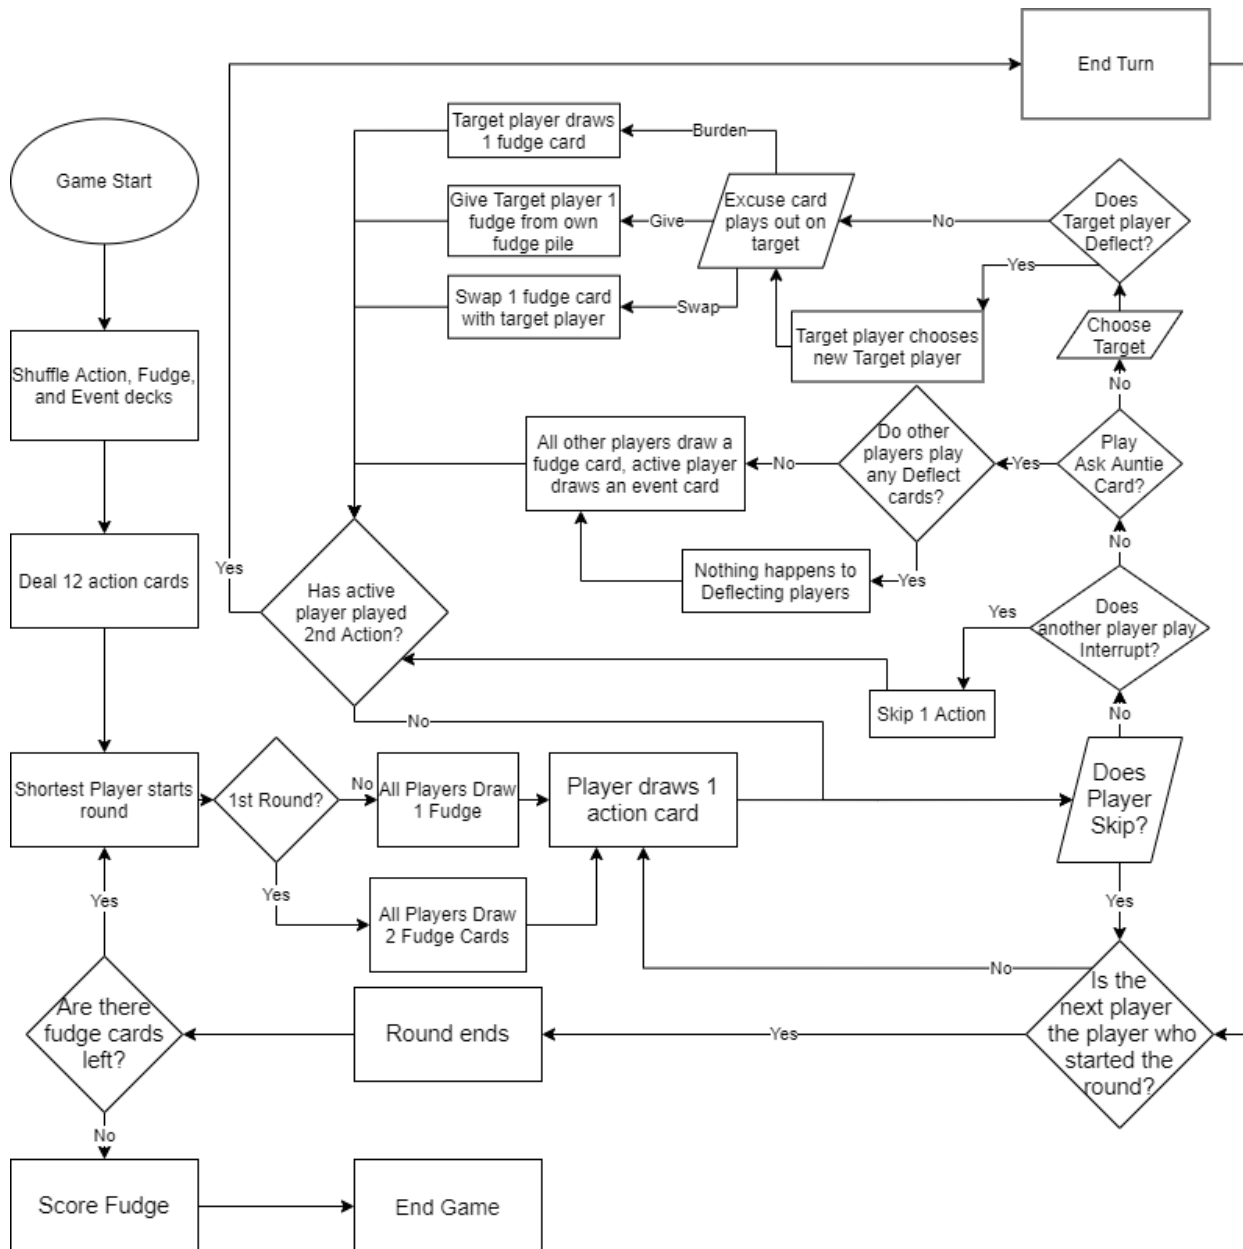 End Turn
Game Start
Target player draws
1 fudge card
Burden
Give Target player 1
fudge from own
fudge pile
Give
Excuse card
plays out on
target
No
Does
Target player
Deflect?
Yes
Swap 1 fudge card
with target player
Swap
Target player chooses
new Target player
Choose
Target
No
Shuffle Action, Fudge,
and Event decks
All other players draw a
fudge card, active player
draws an event card
No
Do other
players play
any Deflect
cards?
Yes
Play
Ask Auntie
Card?
No
Yes
Nothing happens to
Deflecting players
Yes
Deal 12 action cards
Yes
Has active
player played
2nd Action?
No
Does
another player play
Interrupt?
Yes
Skip 1 Action
No
Shortest Player starts
round
1st Round?
No
All Players Draw
1 Fudge
Player draws 1
action card
Does
Player
Skip?
Yes
Yes
All Players Draw
2 Fudge Cards
Yes
No
Are there
fudge cards
left?
Round ends
Yes
Is the
next player
the player who
started the
round?
No
Score Fudge
End Game